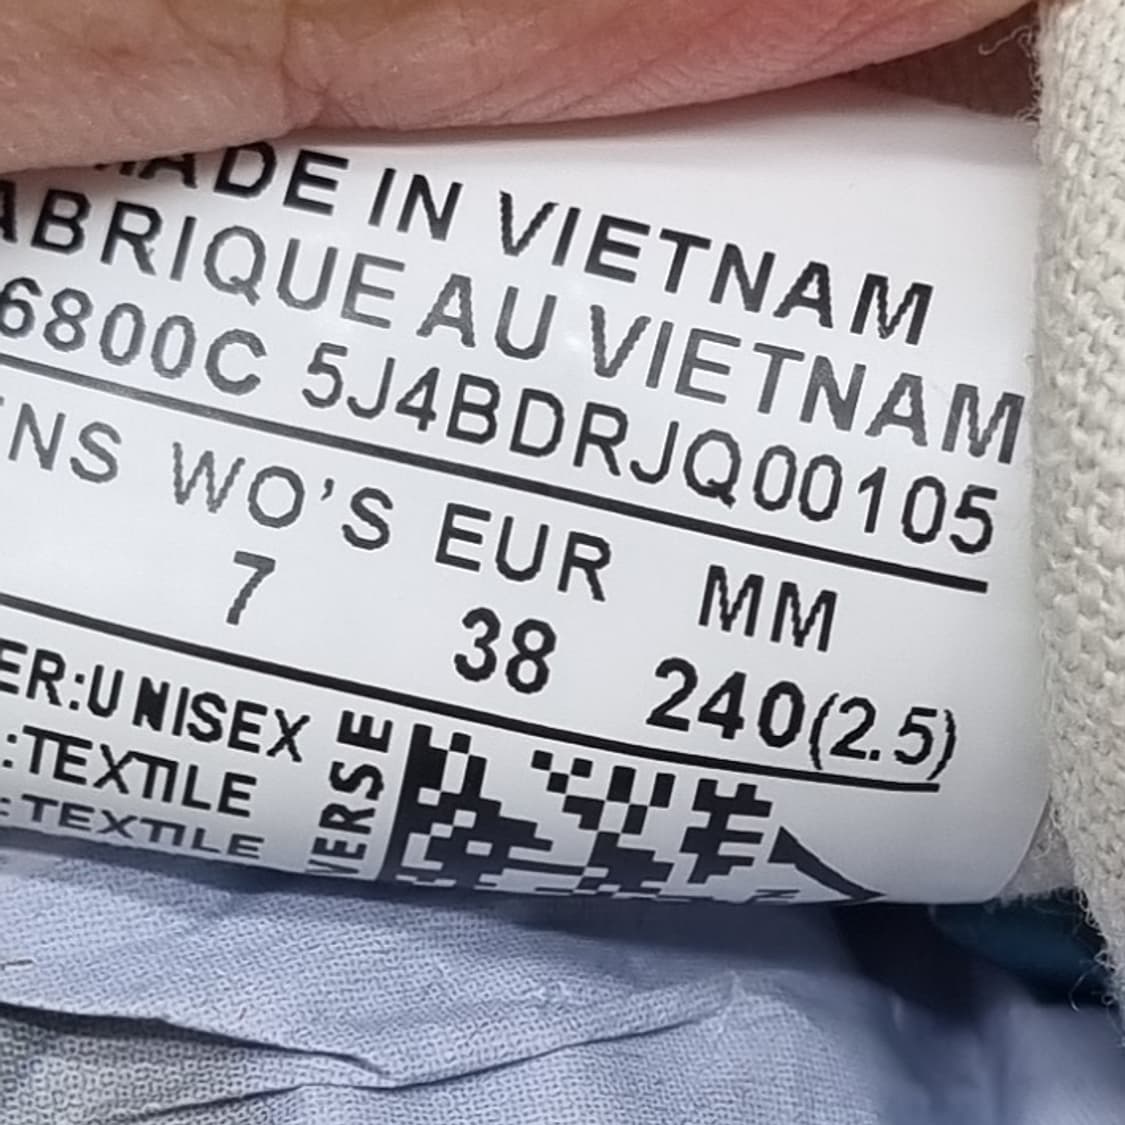 MADE IN VIETNAM
ABRIQUE AU VIETNAM
6800C 5J4BDRJQ00105
ENS WO'S EUR MM
7 38 240(2.5)
ER:UNISEX
:TEXTILE
:TEXTILE
VERSE
N